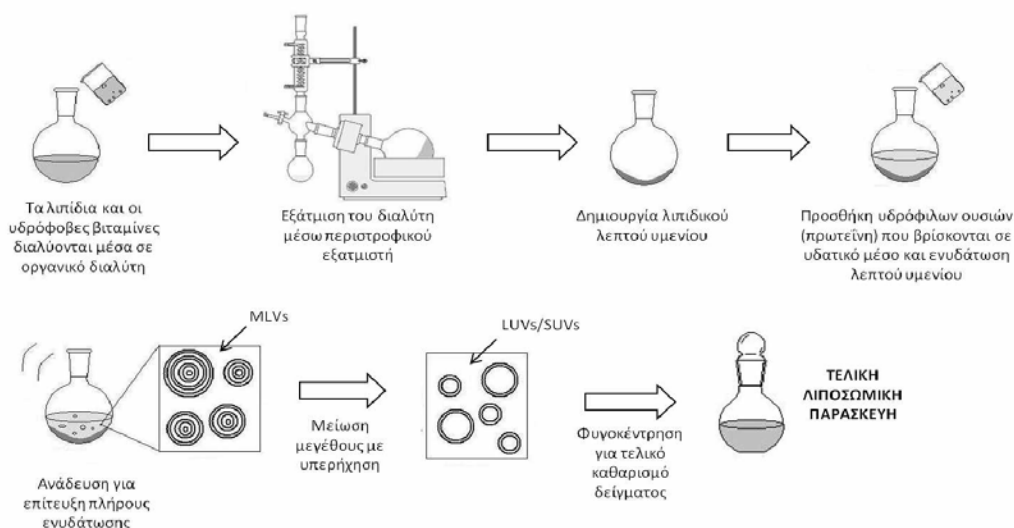 Τα λιπίδια και οι
υδρόφοβες βιταμίνες
διαλύονται μέσα σε
οργανικό διαλύτη
Εξάτμιση του διαλύτη
μέσω περιστροφικού
εξατμιστή
Δημιουργία λιπιδικού
λεπτού υμενίου
Προσθήκη υδρόφιλων ουσιών
(πρωτεΐνη) που βρίσκονται σε
υδατικό μέσο και ενυδάτωση
λεπτού υμενίου
MLVs
Ανάδευση για
επίτευξη πλήρους
ενυδάτωσης
Μείωση
μεγέθους με
υπερήχηση
LUVs/SUVs
Φυγοκέντρηση
για τελικό
καθαρισμό
δείγματος
ΤΕΛΙΚΗ
ΛΙΠΟΣΩΜΙΚΗ
ΠΑΡΑΣΚΕΥΗ